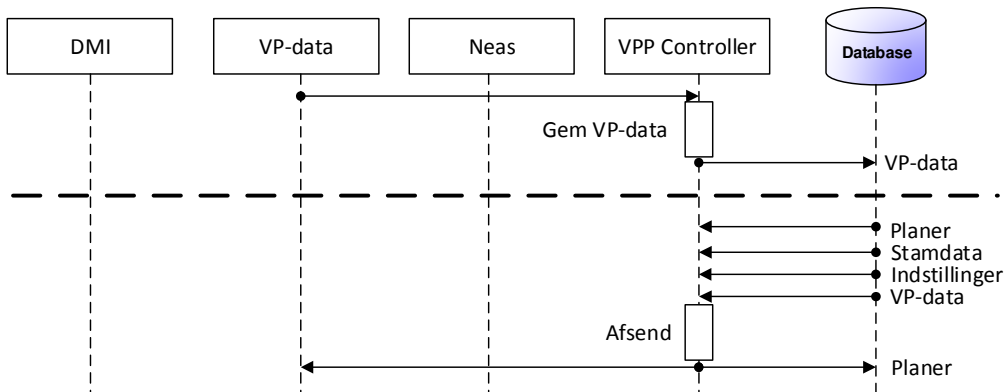 DMI
VP-data
Neas
VPP Controller
Database
Gem VP-data
VP-data
Planer
Stamdata
Indstillinger
VP-data
Afsend
Planer